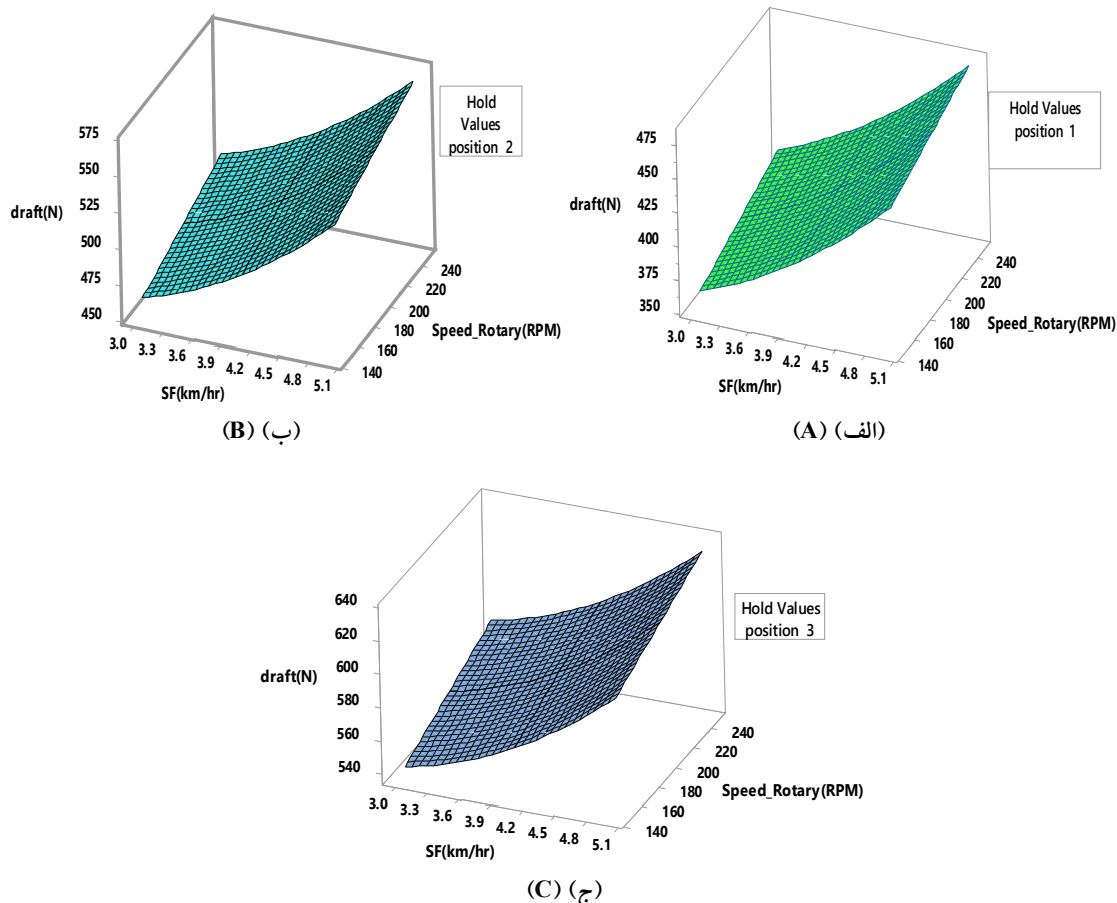 575
550
525
500
475
450
draft(N)
3.0 3.3 3.6 3.9 4.2 4.5 4.8 5.1
SF(km/hr)
240
220
200
180
160
140
Speed_Rotary(RPM)
Hold
Values
position 2
(ب) (B)
475
450
425
400
375
350
draft(N)
3.0 3.3 3.6 3.9 4.2 4.5 4.8 5.1
SF(km/hr)
240
220
200
180
160
140
Speed_Rotary(RPM)
Hold Values
position 1
(الف) (A)
640
620
600
580
560
540
draft(N)
3.0 3.3 3.6 3.9 4.2 4.5 4.8 5.1
SF(km/hr)
240
220
200
180
160
140
Speed_Rotary(RPM)
Hold Values
position 3
(ج) (C)